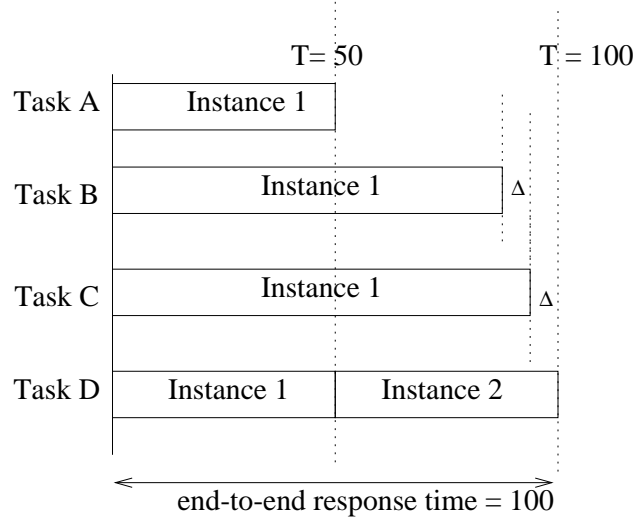 T= 50
T = 100
Task A
Instance 1
Task B
Instance 1
Δ
Task C
Instance 1
Δ
Task D
Instance 1
Instance 2
end-to-end response time = 100